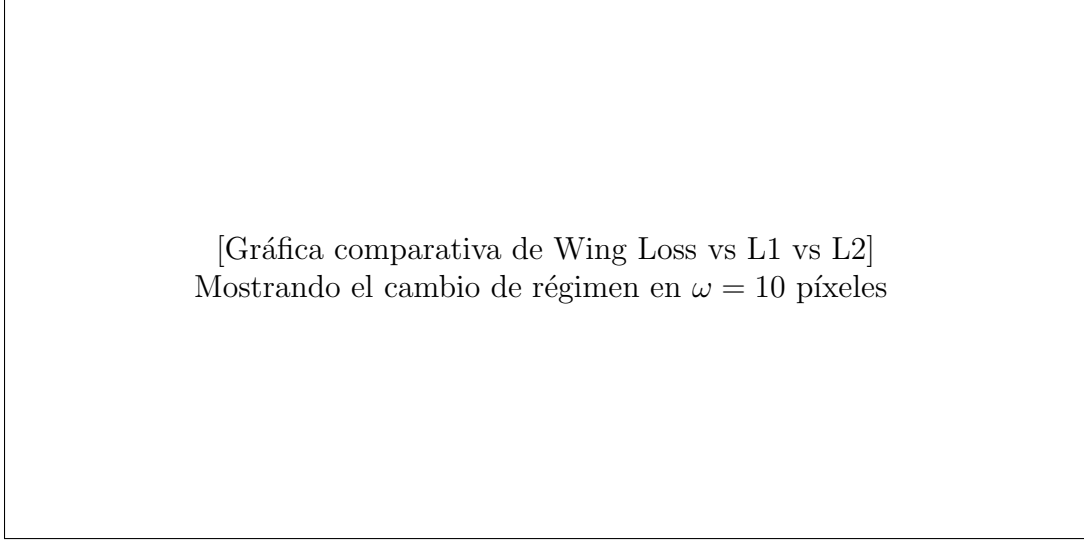 [Gráfica comparativa de Wing Loss vs L1 vs L2]
Mostrando el cambio de régimen en ω = 10 píxeles